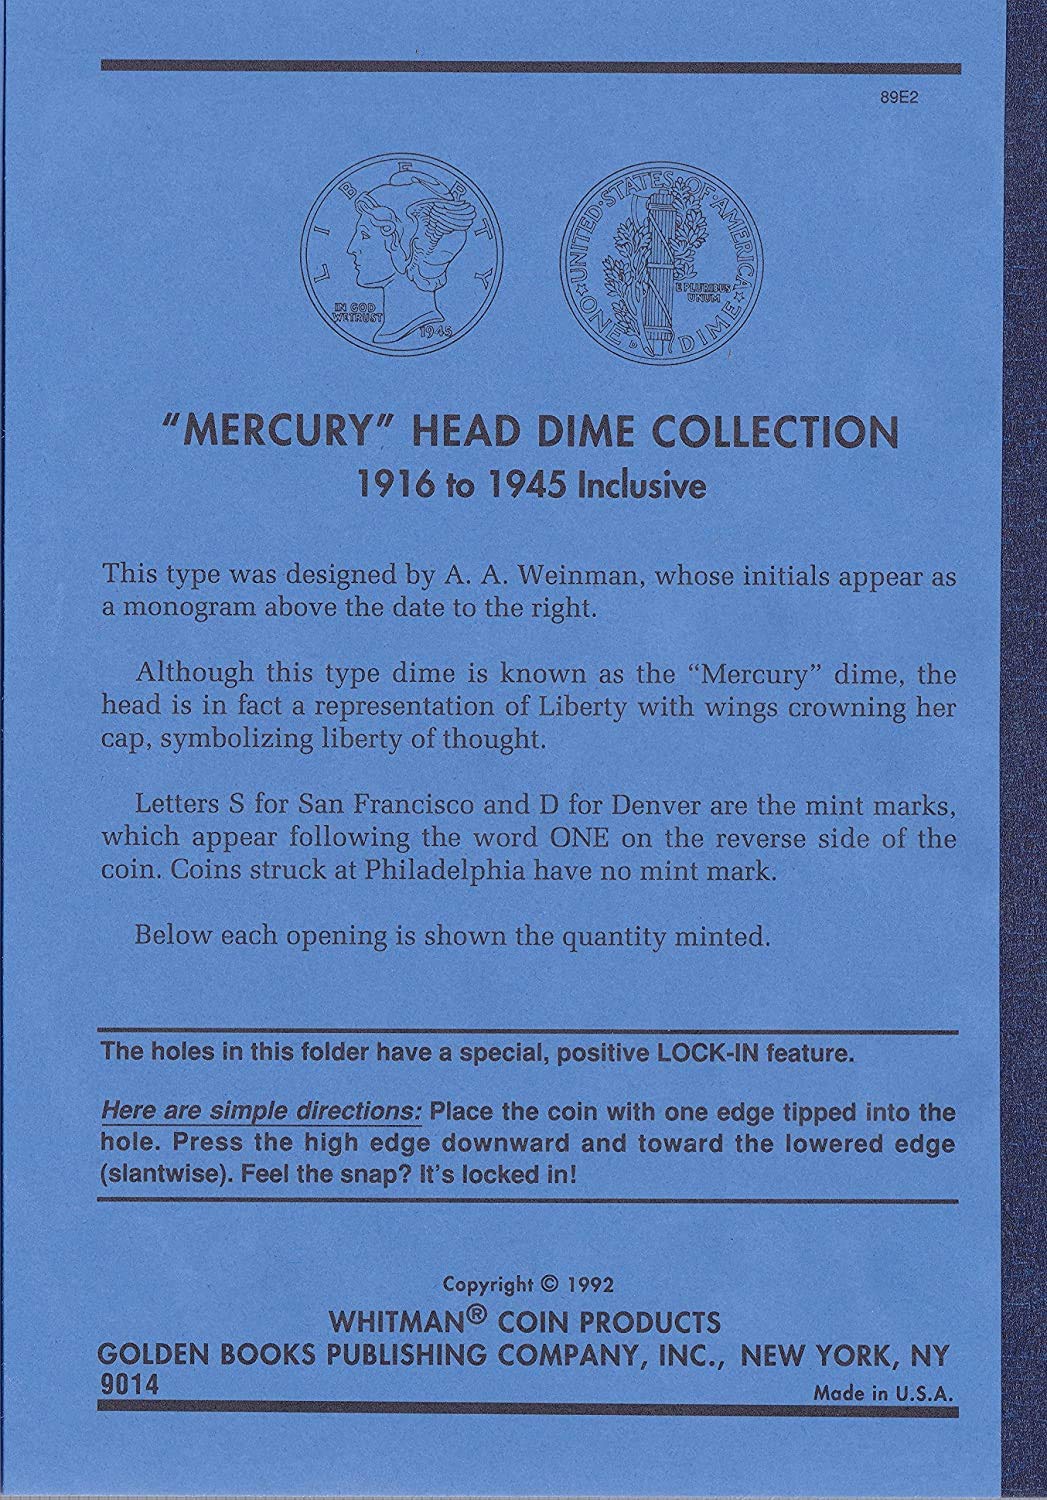 89E2
LIBERTY
IN GOD
WE TRUST
1945
UNITED·STATES·OF·AMERICA
E PLURIBUS
UNUM
ONE D DIME
“MERCURY” HEAD DIME COLLECTION
1916 to 1945 Inclusive
This type was designed by A. A. Weinman, whose initials appear as
a monogram above the date to the right.
Although this type dime is known as the “Mercury” dime, the
head is in fact a representation of Liberty with wings crowning her
cap, symbolizing liberty of thought.
Letters S for San Francisco and D for Denver are the mint marks,
which appear following the word ONE on the reverse side of the
coin. Coins struck at Philadelphia have no mint mark.
Below each opening is shown the quantity minted.
The holes in this folder have a special, positive LOCK-IN feature.
Here are simple directions: Place the coin with one edge tipped into the
hole. Press the high edge downward and toward the lowered edge
(slantwise). Feel the snap? It's locked in!
Copyright © 1992
WHITMAN® COIN PRODUCTS
GOLDEN BOOKS PUBLISHING COMPANY, INC., NEW YORK, NY
9014
Made in U.S.A.